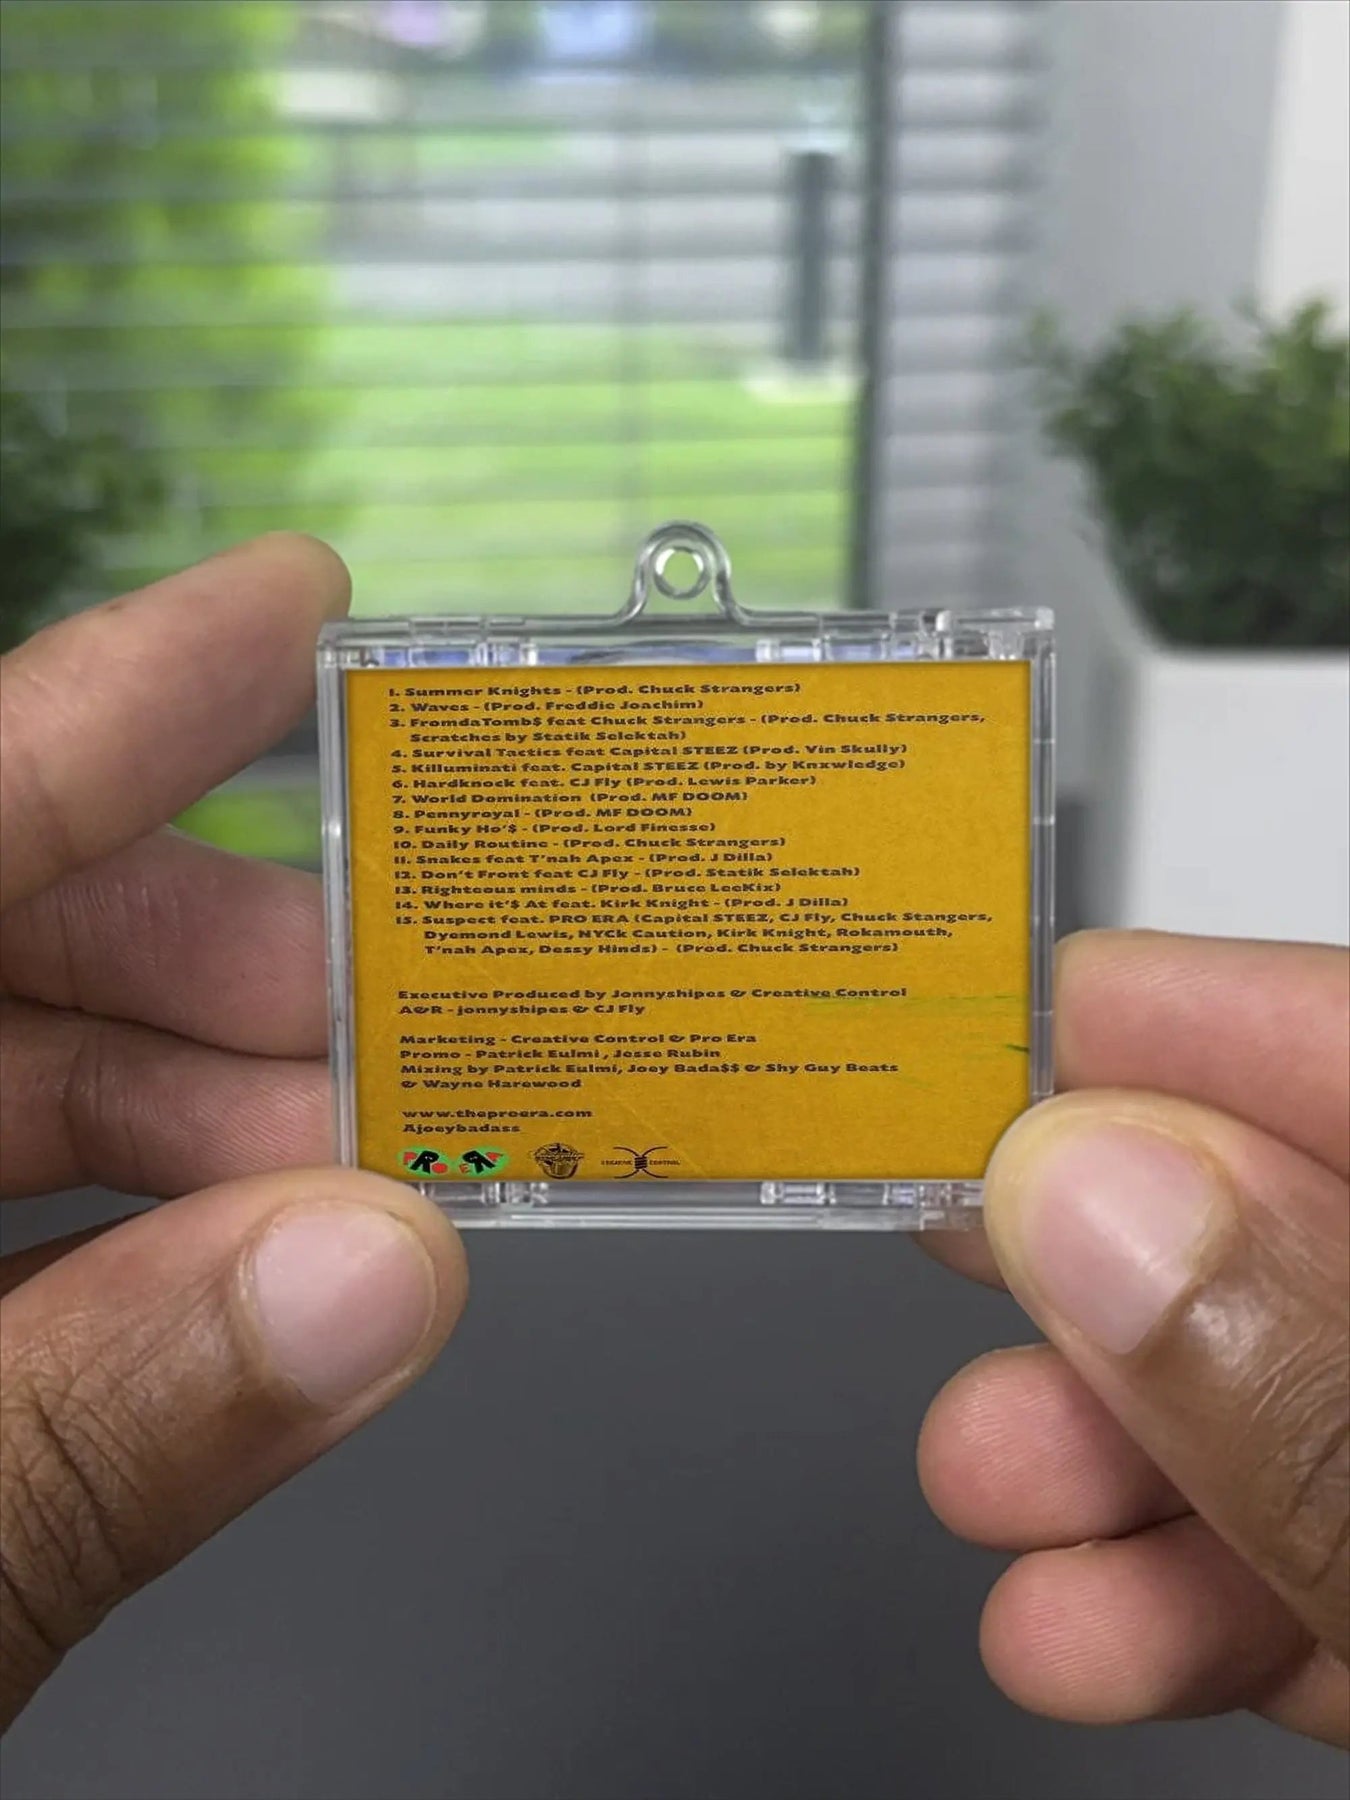 1. Summer Knights - (Prod. Chuck Strangers)
2. Waves - (Prod. Freddie Joachim)
3. FromdaTomb$ feat Chuck Strangers - (Prod. Chuck Strangers,
Scratches by Statik Selektah)
4. Survival Tactics feat Capital STEEZ (Prod. Vin Skully)
5. Killuminati feat. Capital STEEZ (Prod. by Knxwledge)
6. Hardknock feat. CJ Fly (Prod. Lewis Parker)
7. World Domination (Prod. MF DOOM)
8. Pennyroyal - (Prod. MF DOOM)
9. Funky Ho'$ - (Prod. Lord Finesse)
10. Daily Routine - (Prod. Chuck Strangers)
11. Snakes feat T'nah Apex - (Prod. J Dilla)
12. Don't Front feat CJ Fly - (Prod. Statik Selektah)
13. Righteous minds - (Prod. Bruce LeeKix)
14. Where it'$ At feat. Kirk Knight - (Prod. J Dilla)
15. Suspect feat. PRO ERA (Capital STEEZ, CJ Fly, Chuck Stangers,
Dyemond Lewis, NYCk Caution, Kirk Knight, Rokamouth,
T'nah Apex, Dessy Hinds) - (Prod. Chuck Strangers)
Executive Produced by Jonnyshipes & Creative Control
A&R - jonnyshipes & CJ Fly
Marketing - Creative Control & Pro Era
Promo - Patrick Eulmi , Jesse Rubin
Mixing by Patrick Eulmi, Joey Bada$$ & Shy Guy Beats
& Wayne Harewood
www.theproera.com
Ajoeybadass
PRO ERA
CREATIVE CONTROL